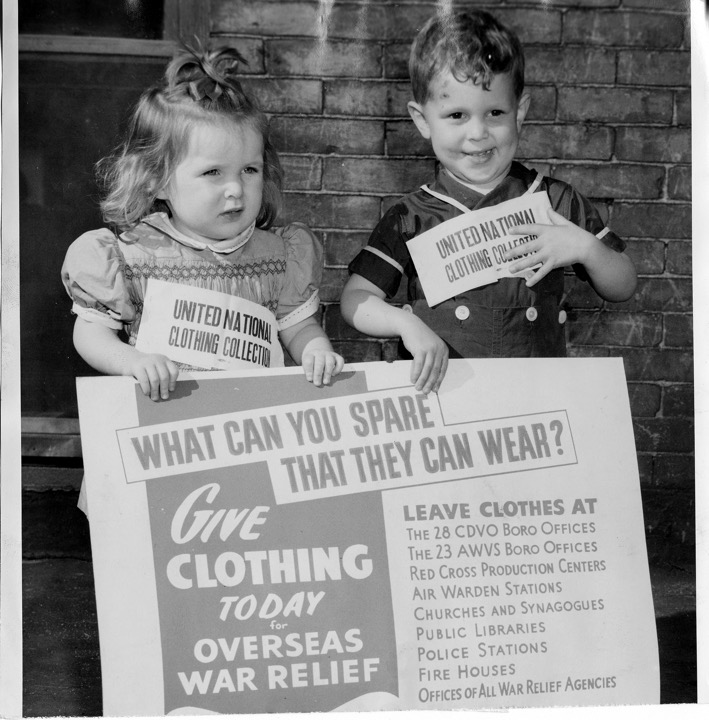 UNITED NATIONAL
CLOTHING COLLECTION
UNITED NATIONAL
CLOTHING
WHAT CAN YOU SPARE
THAT THEY CAN WEAR?
GIVE
CLOTHING
TODAY
for
OVERSEAS
WAR RELIEF
LEAVE CLOTHES AT
THE 28 CDVO BORO OFFICES
THE 23 AWVS BORO OFFICES
RED CROSS PRODUCTION CENTERS
AIR WARDEN STATIONS
CHURCHES AND SYNAGOGUES
PUBLIC LIBRARIES
POLICE STATIONS
FIRE HOUSES
OFFICES OF ALL WAR RELIEF AGENCIES